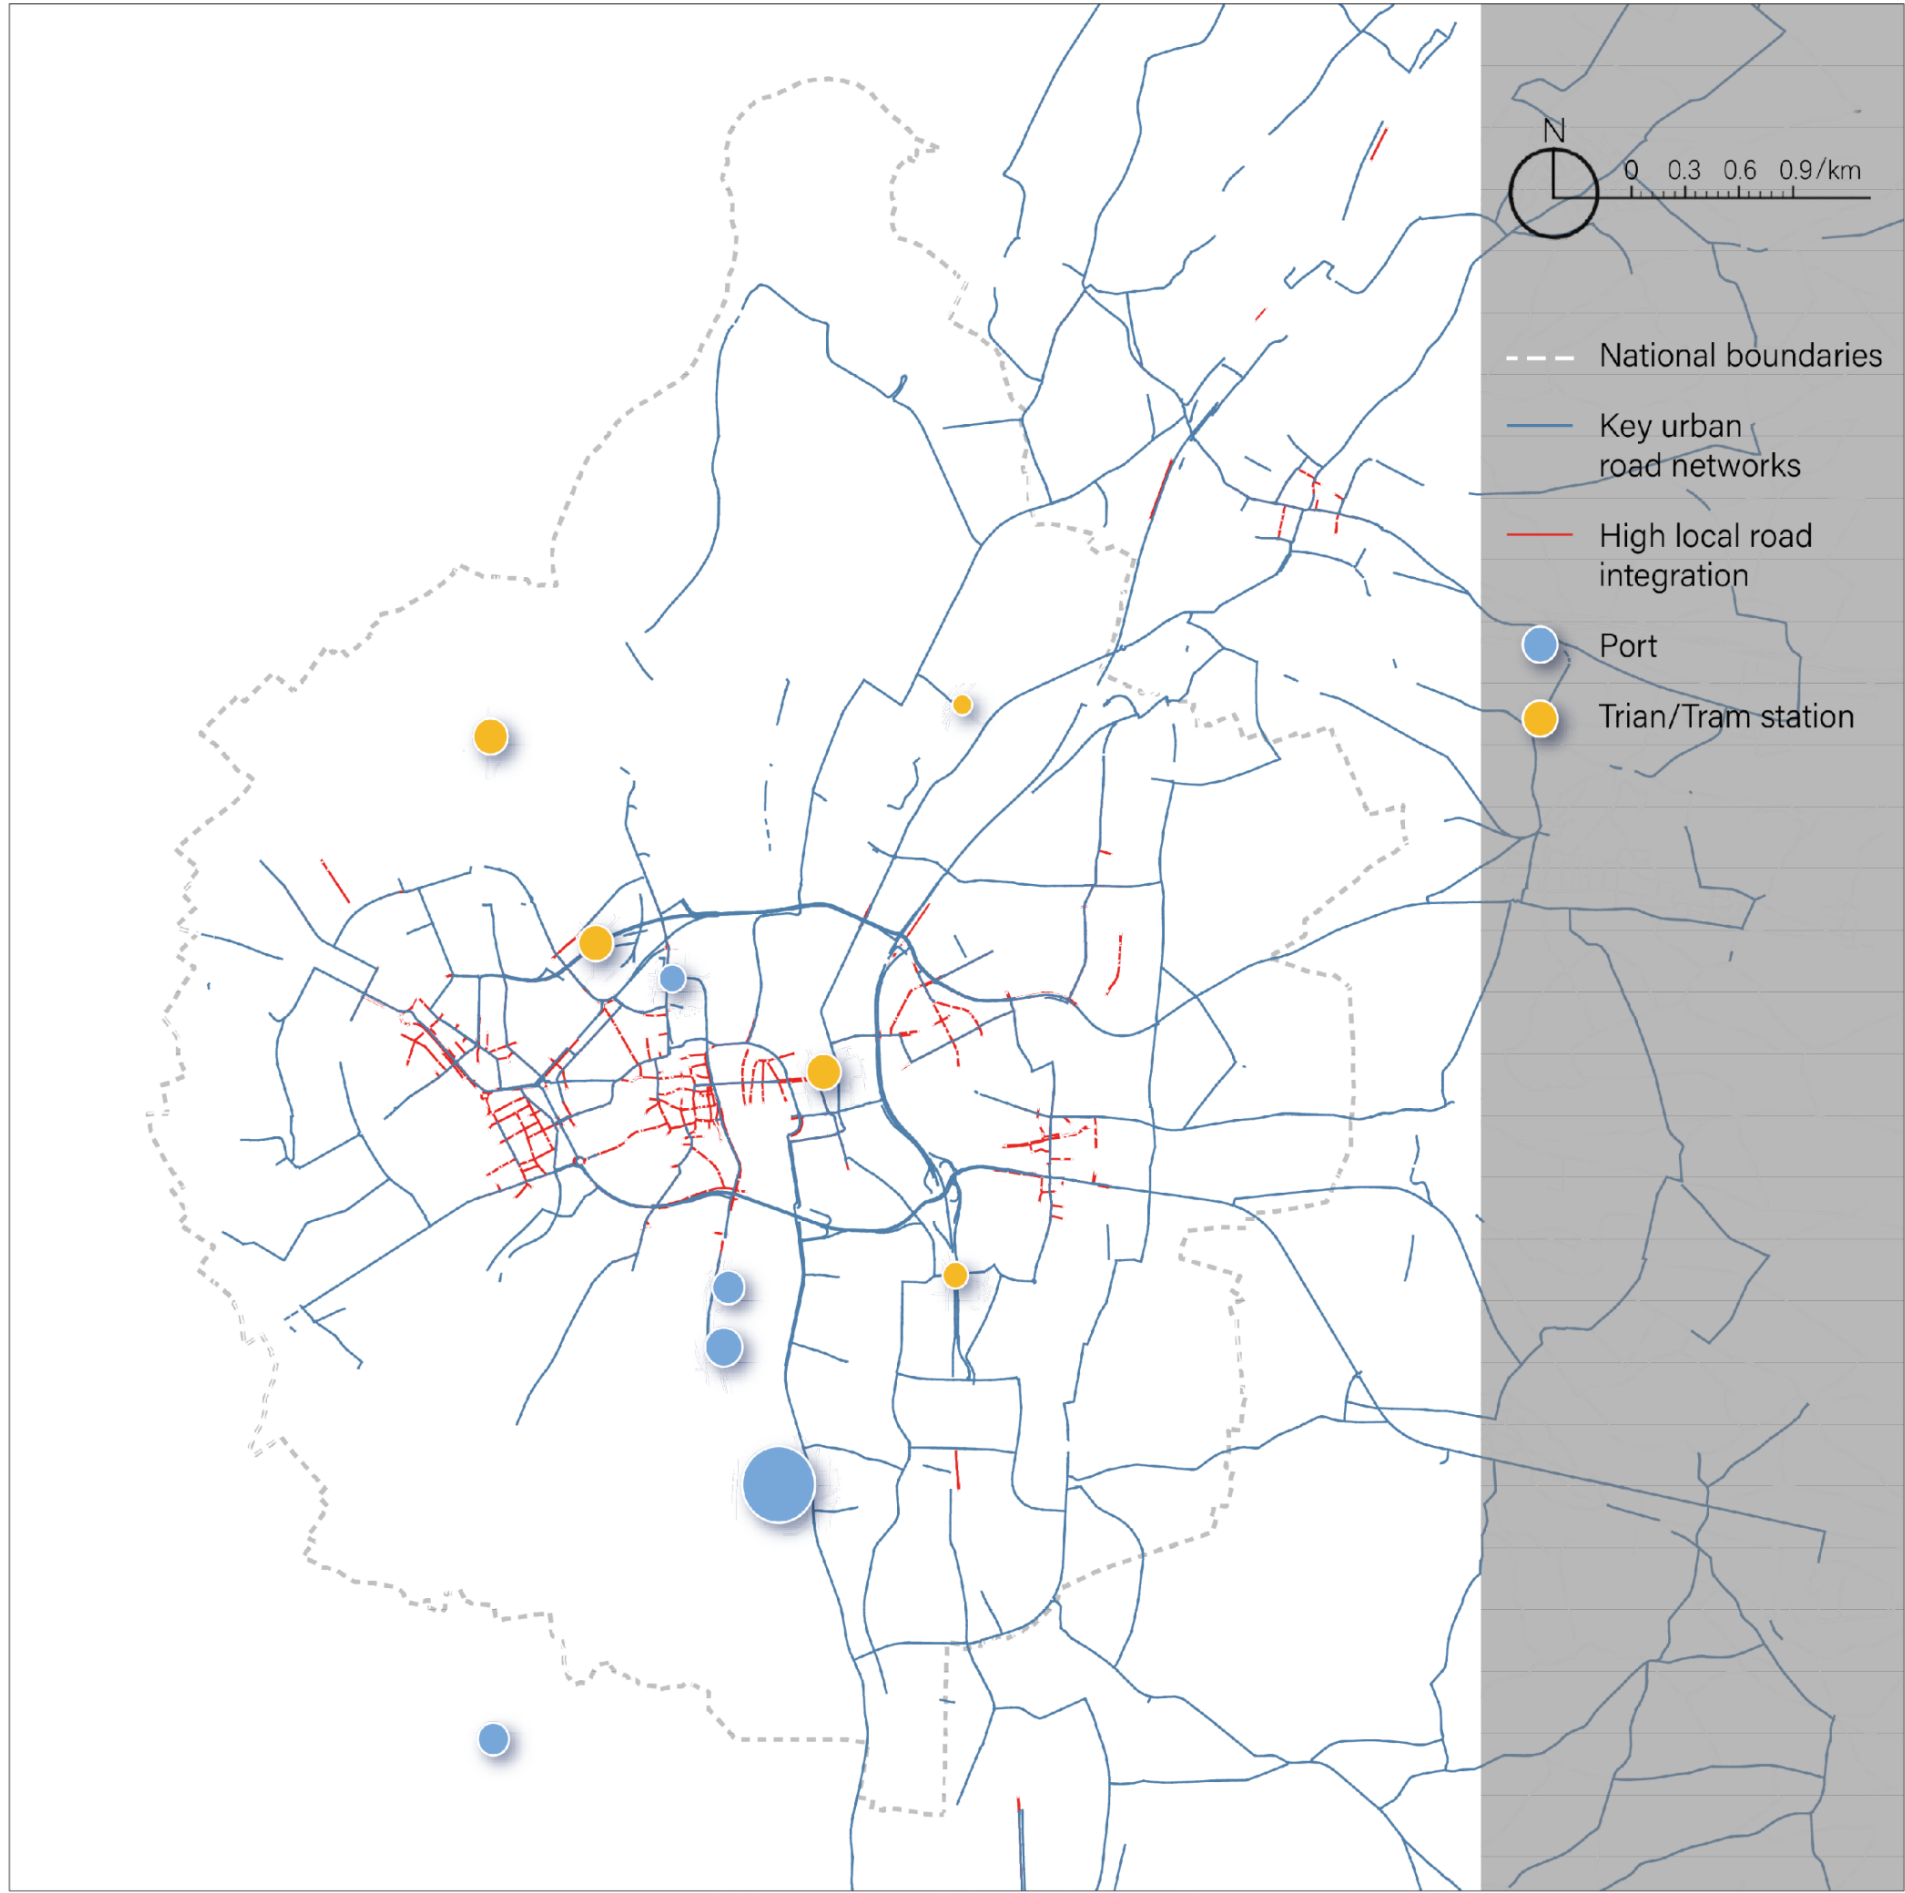 N
0 0.3 0.6 0.9/km
National boundaries
Key urban
road networks
High local road
integration
Port
Trian/Tram station